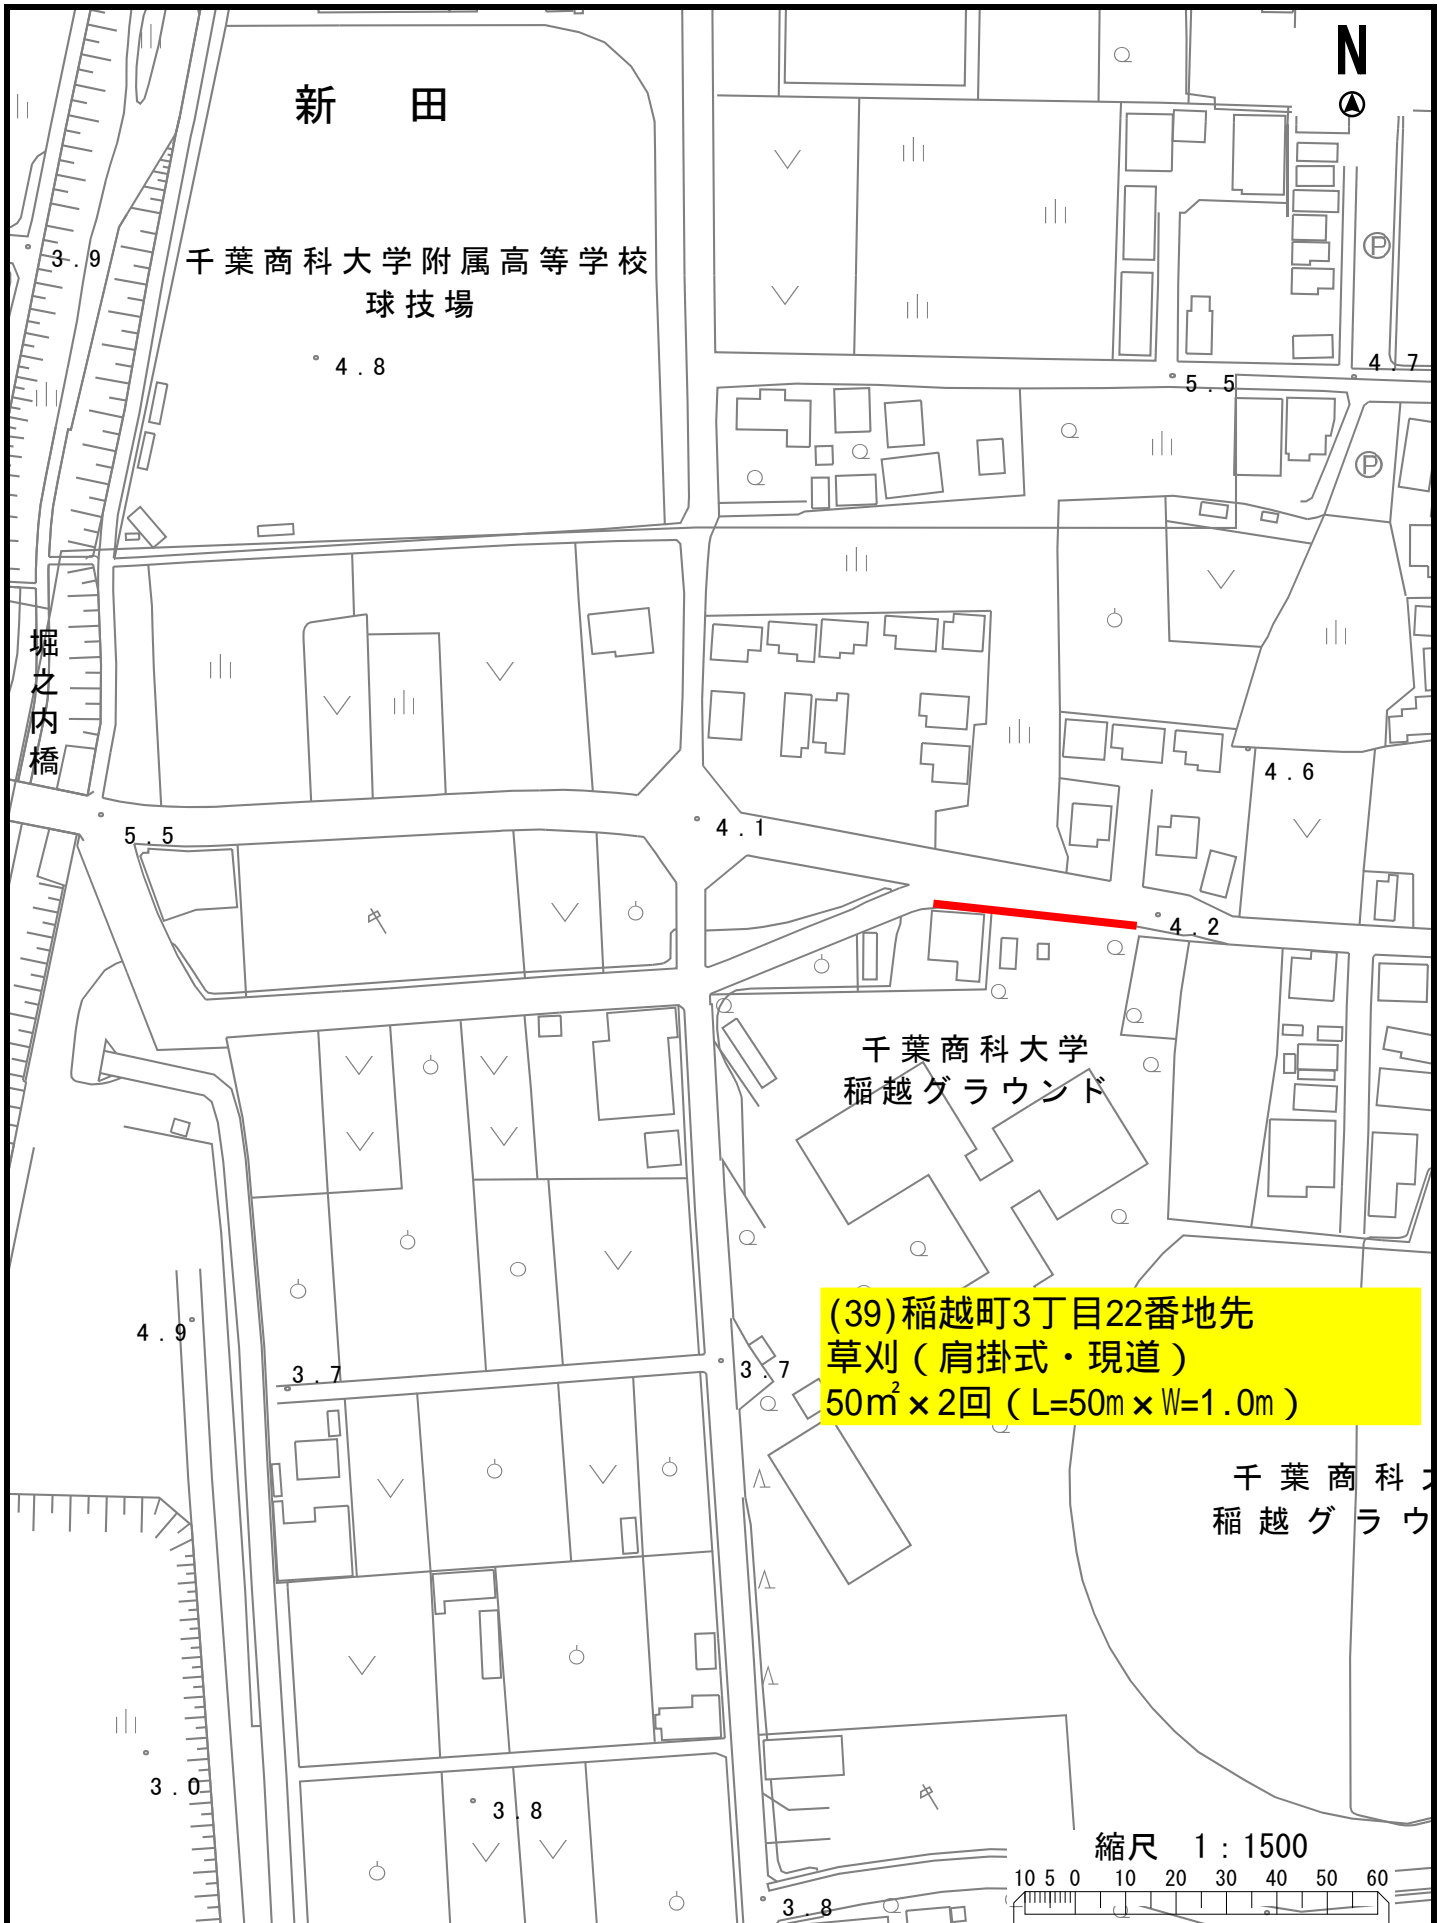 N
新 田
3.9
千葉商科大学附属高等学校
球技場
4.8
P
4.7
5.5
P
堀之内橋
4.6
5.5
4.1
4.2
千葉商科大学
稲越グラウンド
4.9
3.7
3.7
(39)稲越町3丁目22番地先
草刈（肩掛式・現道）
50㎡×2回（L=50m×W=1.0m）
千葉商科
稲越グラウ
3.0
3.8
縮尺 1:1500
10 5 0 10 20 30 40 50 60
3.8